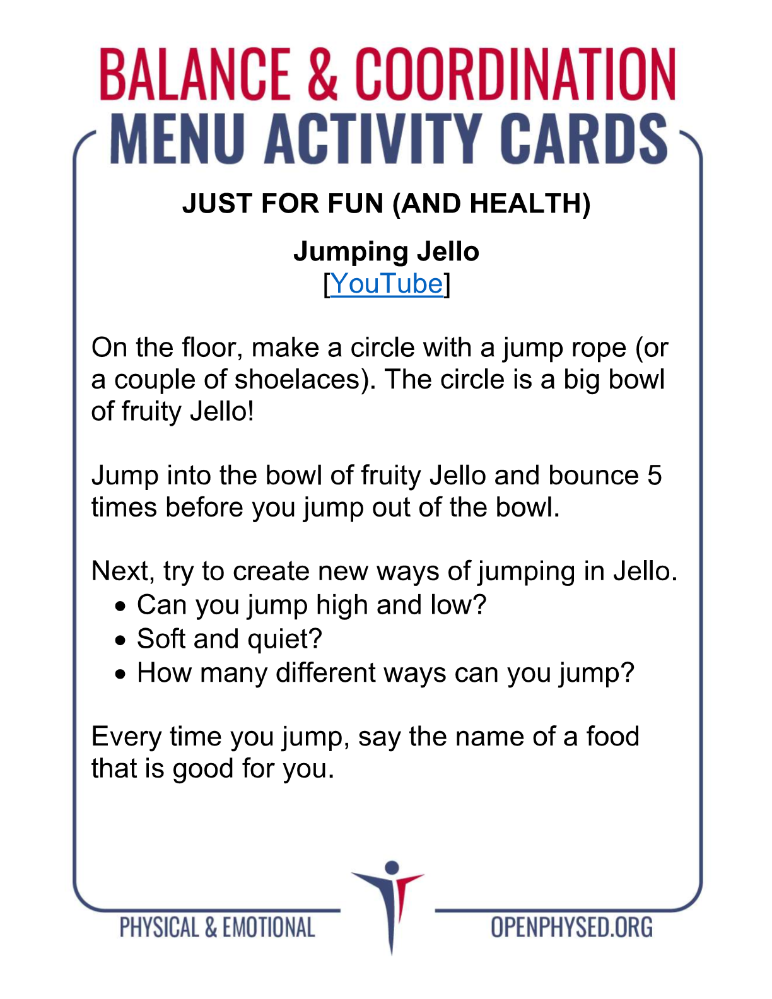 BALANCE & COORDINATION
MENU ACTIVITY CARDS
JUST FOR FUN (AND HEALTH)
Jumping Jello
[YouTube]
On the floor, make a circle with a jump rope (or
a couple of shoelaces). The circle is a big bowl
of fruity Jello!
Jump into the bowl of fruity Jello and bounce 5
times before you jump out of the bowl.
Next, try to create new ways of jumping in Jello.
• Can you jump high and low?
• Soft and quiet?
• How many different ways can you jump?
Every time you jump, say the name of a food
that is good for you.
PHYSICAL & EMOTIONAL
OPENPHYSED.ORG